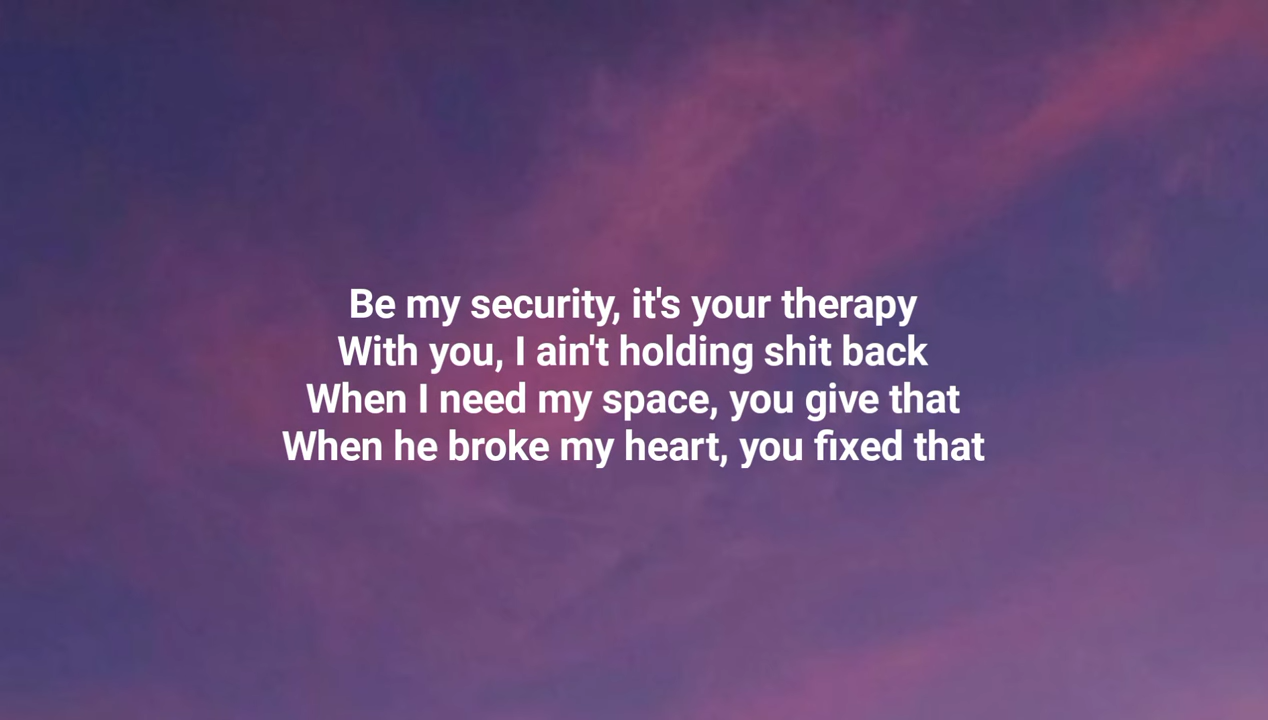 Be my security, it's your therapy
With you, I ain't holding shit back
When I need my space, you give that
When he broke my heart, you fixed that